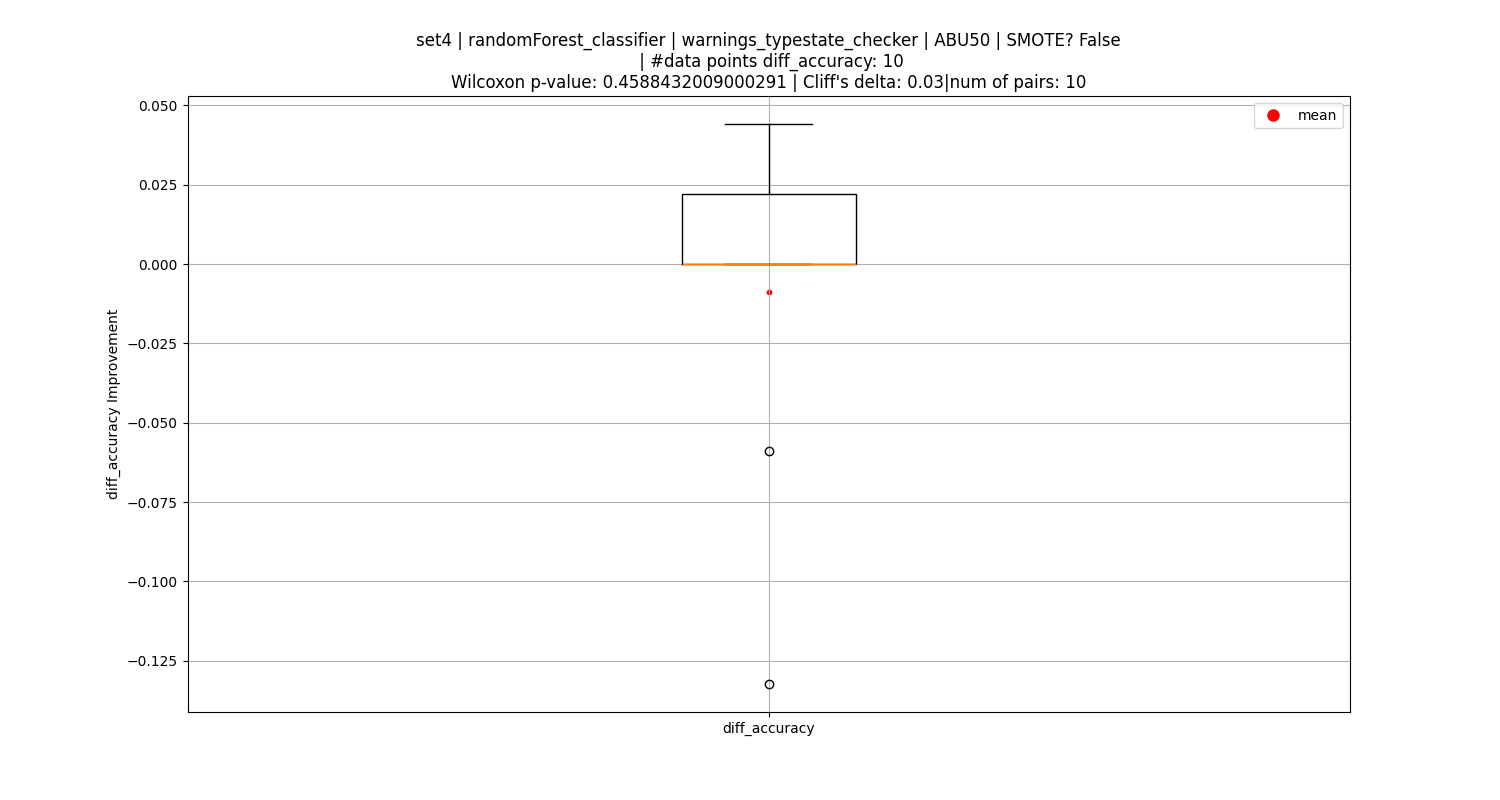 set4 | randomForest_classifier | warnings_typestate_checker | ABU50 | SMOTE? False
| #data points diff_accuracy: 10
Wilcoxon p-value: 0.4588432009000291 | Cliff's delta: 0.03|num of pairs: 10
mean
0.050
0.025
0.000
−0.025
−0.050
−0.075
−0.100
−0.125
diff_accuracy Improvement
diff_accuracy